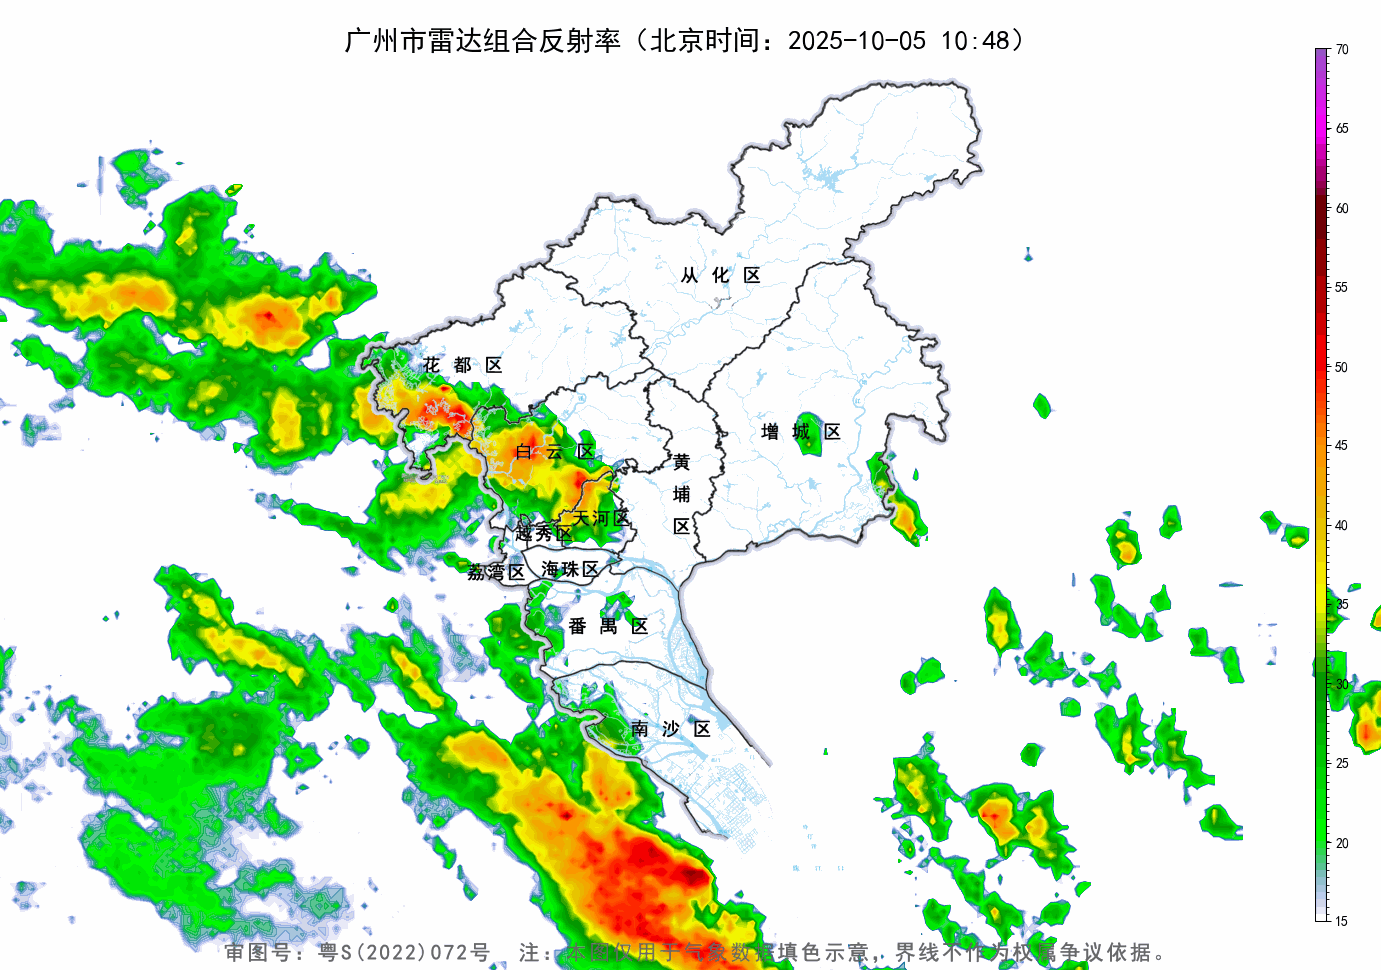 广州市雷达组合反射率（北京时间：2025-10-05 10:48）
70
65
60
55
50
45
40
35
30
25
20
15
从化区
花都区
增城区
白云区
黄埔区
天河区
越秀区
荔湾区
海珠区
番禺区
南沙区
审图号：粤S(2022)072号 注：本图仅用于气象数据填色示意，界线不作为权属争议依据。